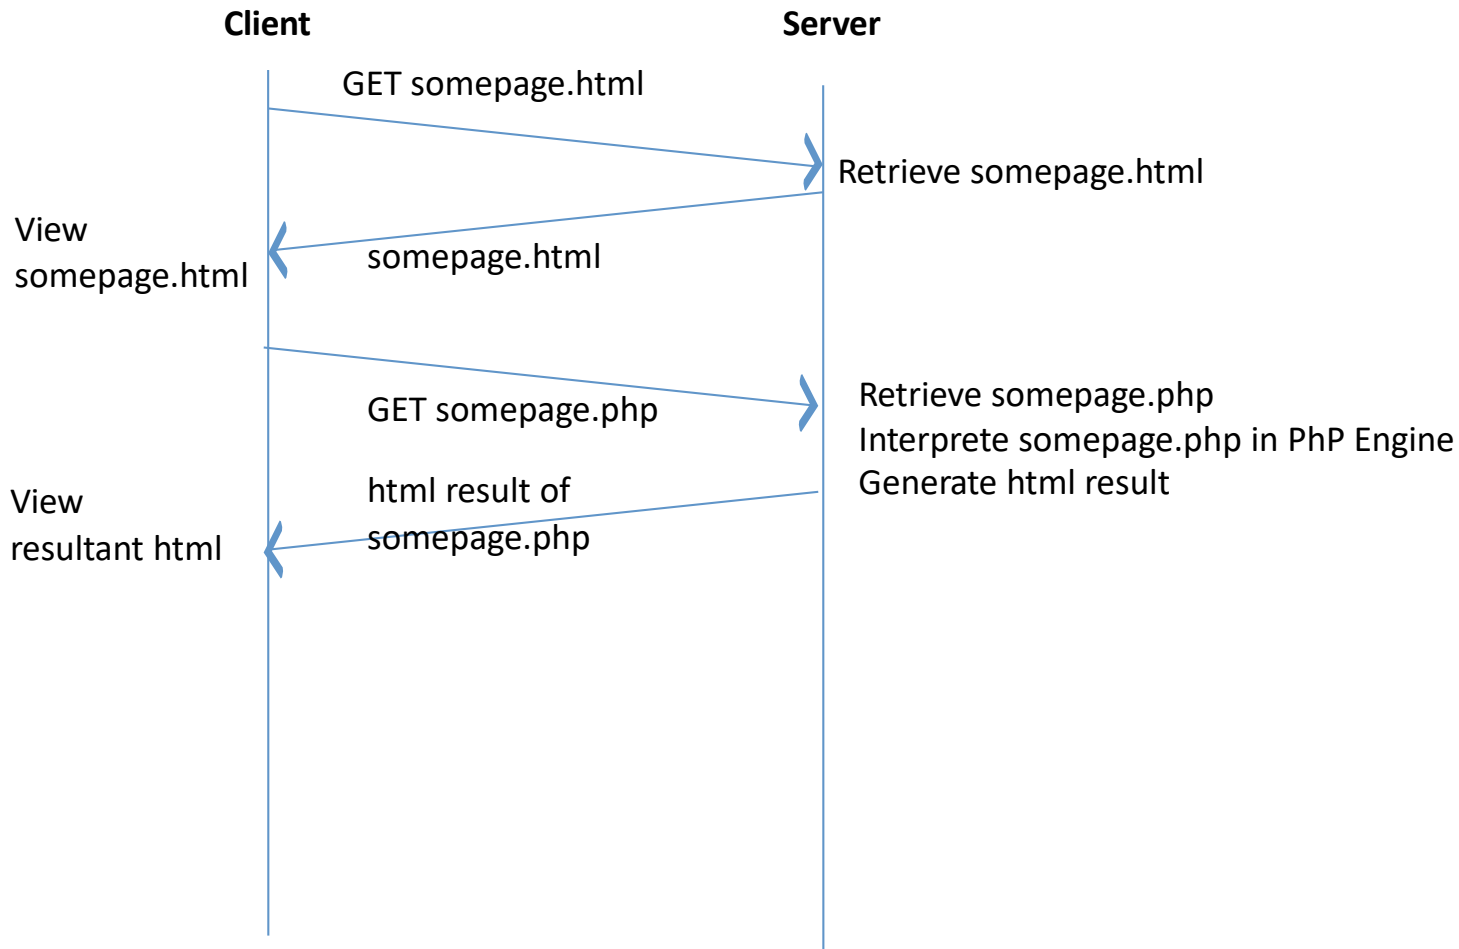 Client
Server
GET somepage.html
Retrieve somepage.html
View
somepage.html
somepage.html
GET somepage.php
Retrieve somepage.php
Interprete somepage.php in PhP Engine
Generate html result
html result of
somepage.php
View
resultant html